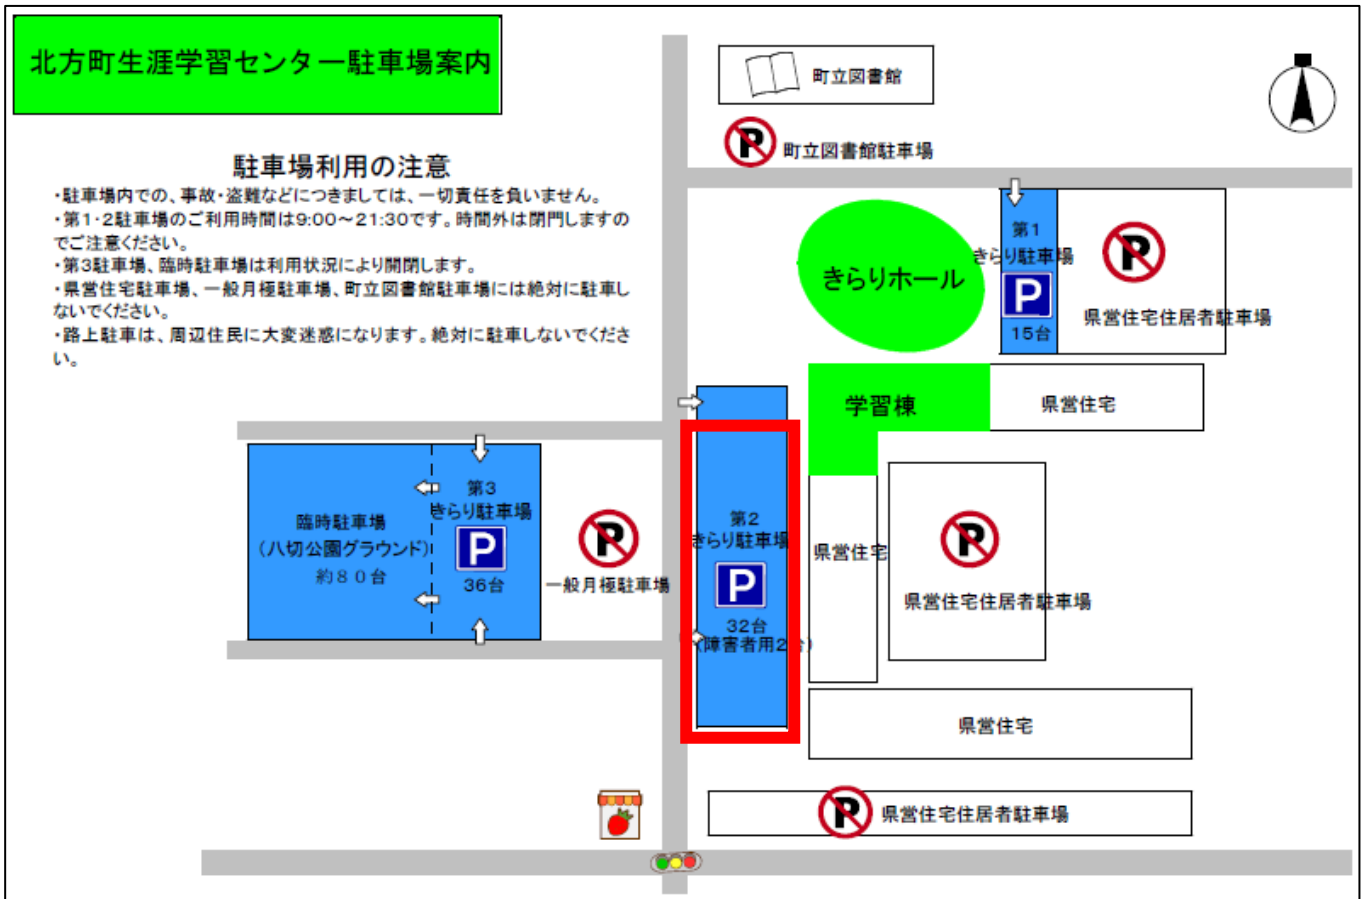 北方町生涯学習センター駐車場案内
駐車場利用の注意
・駐車場内での、事故・盗難などにつきましては、一切責任を負いません。
・第1・2駐車場のご利用時間は9:00～21:30です。時間外は閉門しますの
でご注意ください。
・第3駐車場、臨時駐車場は利用状況により開閉します。
・県営住宅駐車場、一般月極駐車場、町立図書館駐車場には絶対に駐車し
ないでください。
・路上駐車は、周辺住民に大変迷惑になります。絶対に駐車しないでくださ
い。
町立図書館
P
町立図書館駐車場
きらりホール
第1
きらり駐車場
P
15台
P
県営住宅住居者駐車場
学習棟
県営住宅
臨時駐車場
(八切公園グラウンド)
約80台
第3
きらり駐車場
P
36台
P
一般月極駐車場
第2
きらり駐車場
P
32台
(障害者用2台)
県営住宅
P
県営住宅住居者駐車場
県営住宅
P
県営住宅住居者駐車場